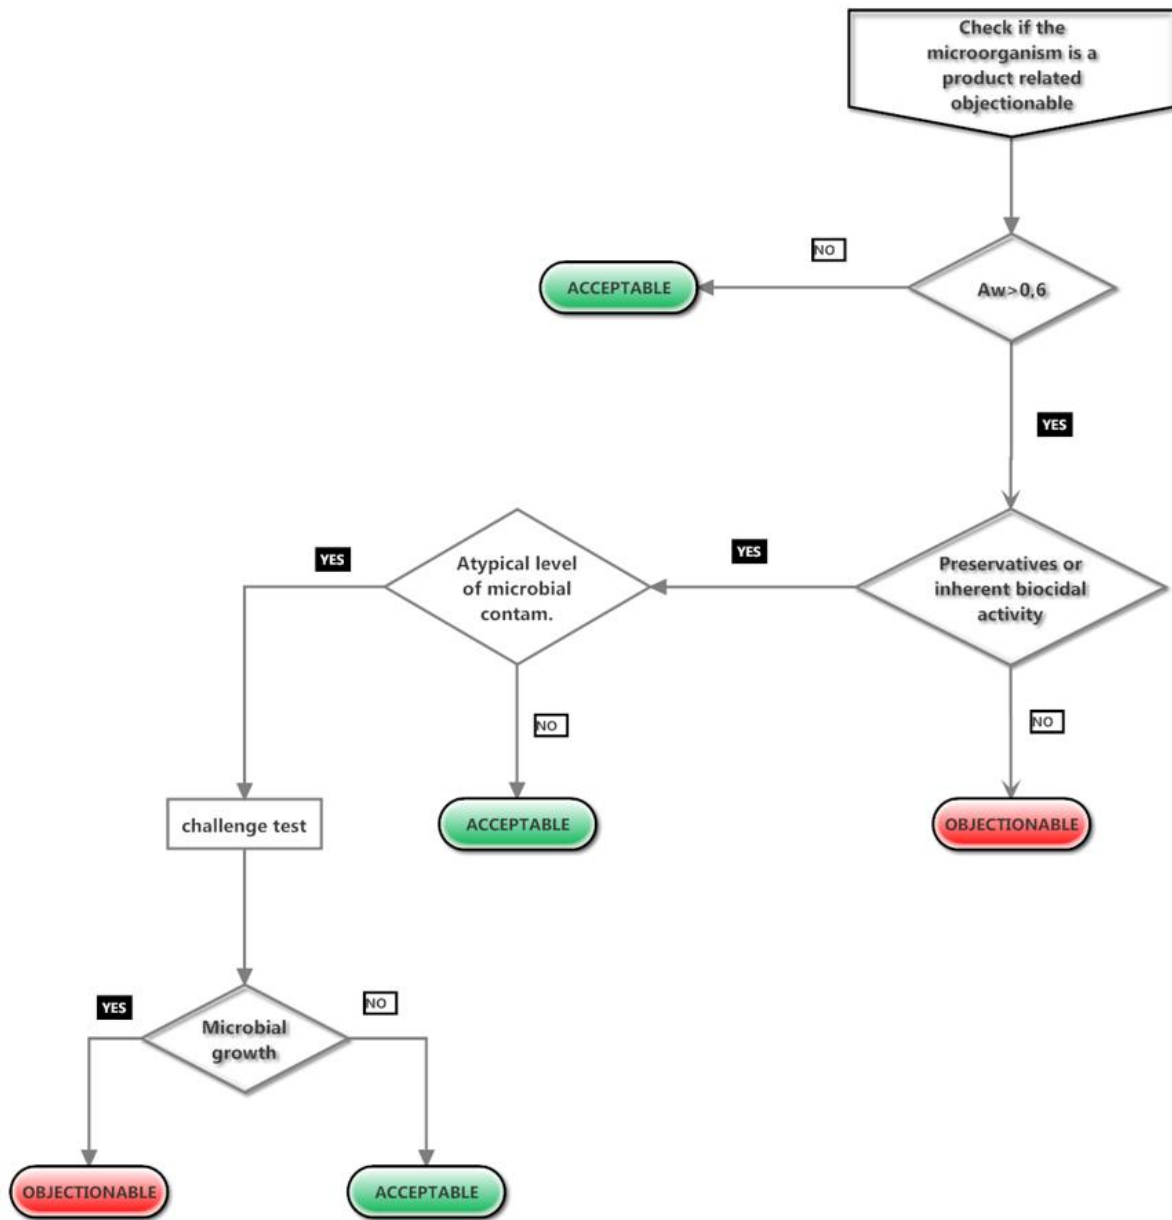 Check if the
microorganism is a
product related
objectionable
NO
ACCEPTABLE
Aw>0,6
YES
YES
Atypical level
of microbial
contam.
YES
Preservatives or
inherent biocidal
activity
NO
NO
challenge test
ACCEPTABLE
OBJECTIONABLE
YES
NO
Microbial
growth
OBJECTIONABLE
ACCEPTABLE